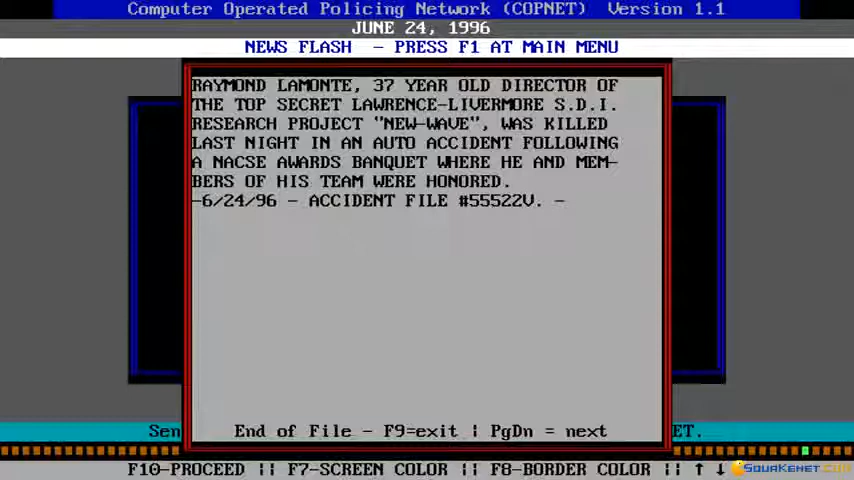 Computer Operated Policing Network (COPNET) Version 1.1
JUNE 24, 1996
NEWS FLASH - PRESS F1 AT MAIN MENU
RAYMOND LAMONTE, 37 YEAR OLD DIRECTOR OF
THE TOP SECRET LAWRENCE-LIVERMORE S.D.I.
RESEARCH PROJECT "NEW-WAVE", WAS KILLED
LAST NIGHT IN AN AUTO ACCIDENT FOLLOWING
A NACSE AWARDS BANQUET WHERE HE AND MEM-
BERS OF HIS TEAM WERE HONORED.
-6/24/96 - ACCIDENT FILE #55522V. -
End of File - F9=exit | PgDn = next
Sen ET.
F10-PROCEED || F7-SCREEN COLOR || F8-BORDER COLOR || ↑ ↓
SquaKenet.com